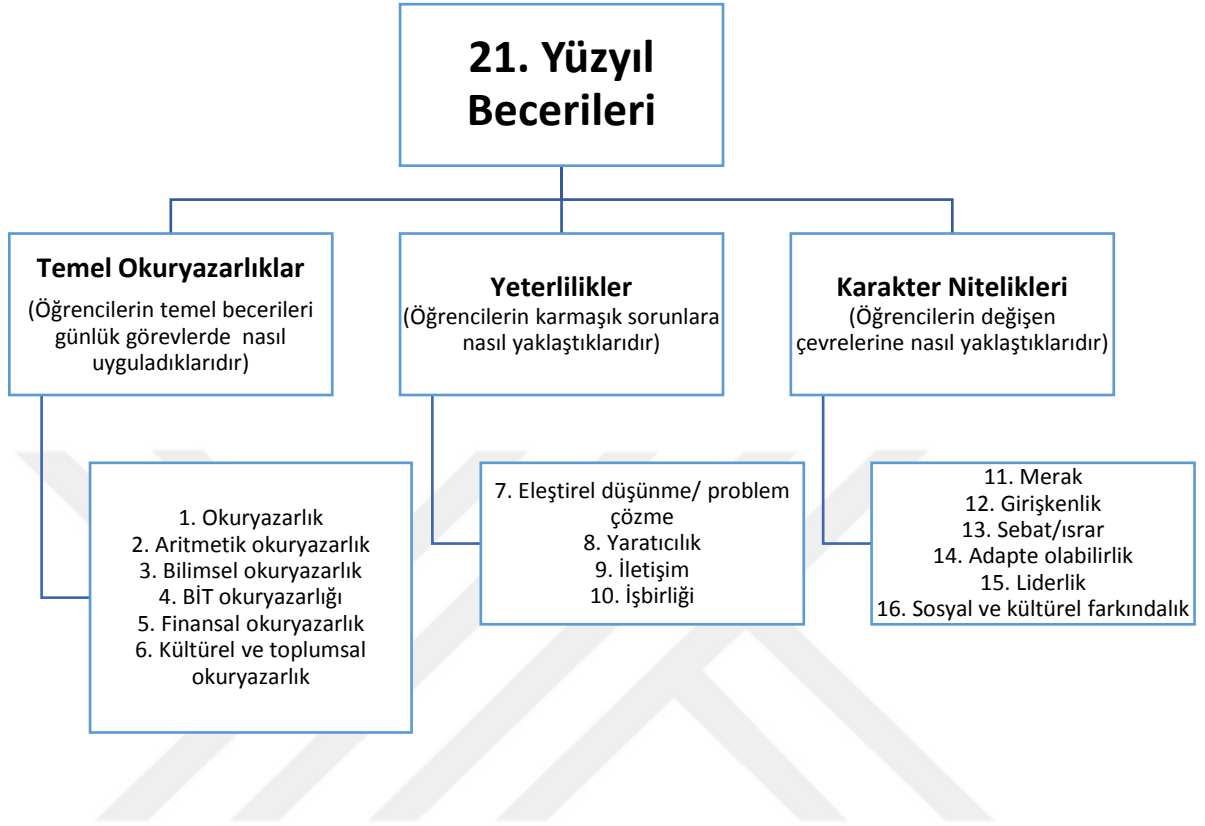 21. Yüzyıl
Becerileri
Temel Okuryazarlıklar
(Öğrencilerin temel becerileri
günlük görevlerde nasıl
uyguladıklarıdır)
Yeterlilikler
(Öğrencilerin karmaşık sorunlara
nasıl yaklaştıklarıdır)
Karakter Nitelikleri
(Öğrencilerin değişen
çevrelerine nasıl yaklaştıklarıdır)
1. Okuryazarlık
2. Aritmetik okuryazarlık
3. Bilimsel okuryazarlık
4. BİT okuryazarlığı
5. Finansal okuryazarlık
6. Kültürel ve toplumsal
okuryazarlık
7. Eleştirel düşünme/ problem
çözme
8. Yaratıcılık
9. İletişim
10. İşbirliği
11. Merak
12. Girişkenlik
13. Sebat/ısrar
14. Adapte olabilirlik
15. Liderlik
16. Sosyal ve kültürel farkındalık